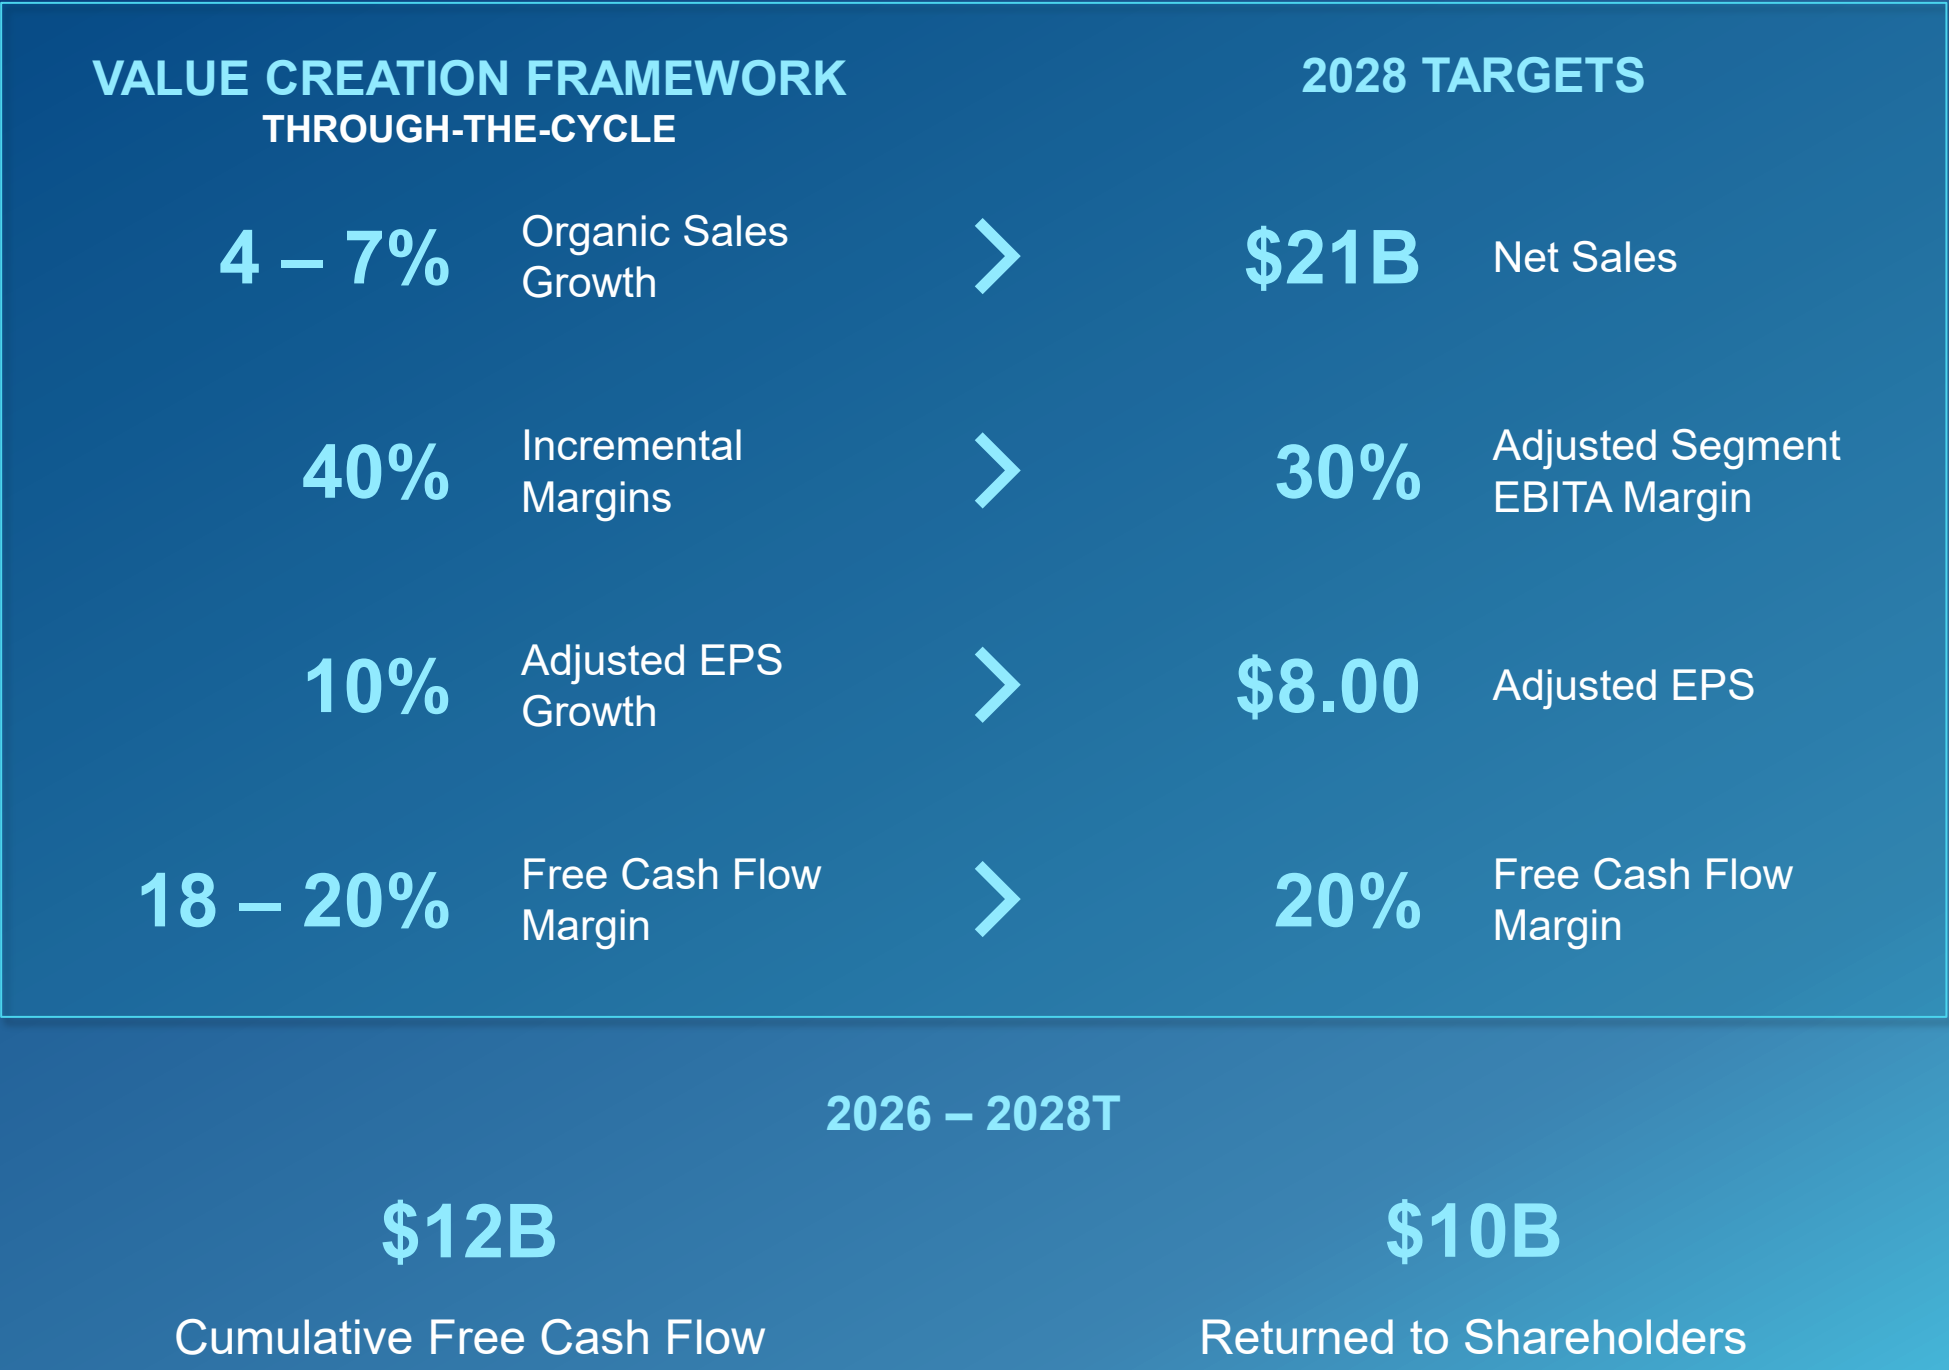 VALUE CREATION FRAMEWORK
THROUGH-THE-CYCLE
2028 TARGETS
4 – 7%
Organic Sales
Growth
$21B
Net Sales
40%
Incremental
Margins
30%
Adjusted Segment
EBITA Margin
10%
Adjusted EPS
Growth
$8.00
Adjusted EPS
18 – 20%
Free Cash Flow
Margin
20%
Free Cash Flow
Margin
2026 – 2028T
$12B
Cumulative Free Cash Flow
$10B
Returned to Shareholders